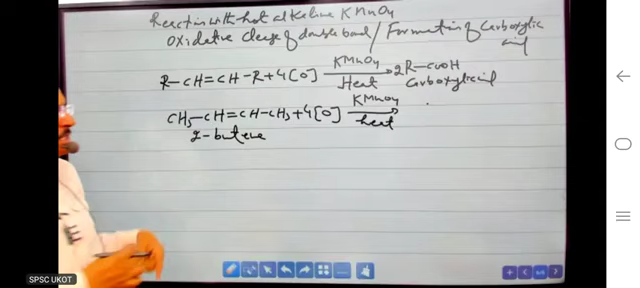 Reaction with hot alkaline KMnO4
Oxidative cleavge of double bond / Formation of Carboxylic acid
R-CH=CH-R+4[O] KMnO4 Heat → 2R-COOH Carboxylic acid
CH3-CH=CH-CH3+4[O] KMnO4 heat →
2-butene
SPSC UKOT